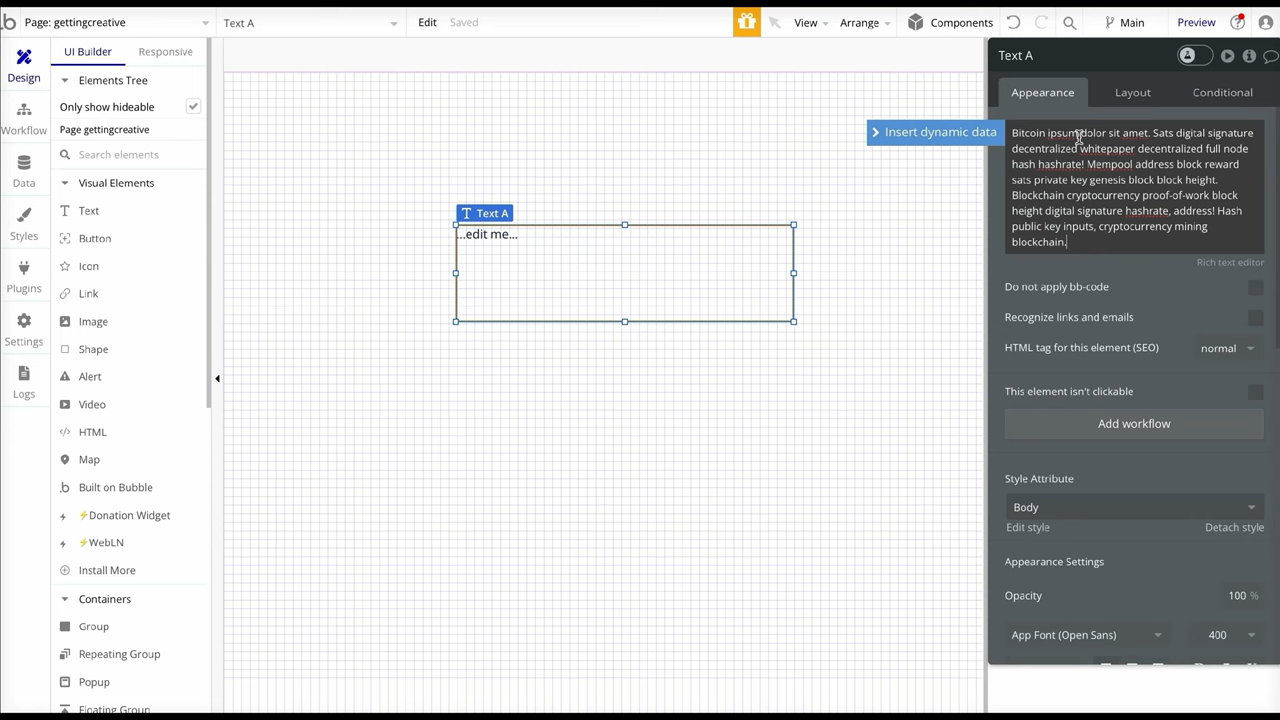 Page: gettingcreative
Text A
Edit
Saved
View
Arrange
Components
Main
Preview
Design
Workflow
Data
Styles
Plugins
Settings
Logs
UI Builder
Responsive
Elements Tree
Only show hideable
Page gettingcreative
Search elements
Visual Elements
Text
Button
Icon
Link
Image
Shape
Alert
Video
HTML
Map
Built on Bubble
⚡Donation Widget
⚡WebLN
Install More
Containers
Group
Repeating Group
Popup
Floating Group
Text A
...edit me...
Insert dynamic data
Text A
Appearance
Layout
Conditional
Bitcoin ipsum dolor sit amet. Sats digital signature
decentralized whitepaper decentralized full node
hash hashrate! Mempool address block reward
sats private key genesis block block height.
Blockchain cryptocurrency proof-of-work block
height digital signature hashrate, address! Hash
public key inputs, cryptocurrency mining
blockchain.
Rich text editor
Do not apply bb-code
Recognize links and emails
HTML tag for this element (SEO)
normal
This element isn't clickable
Add workflow
Style Attribute
Body
Edit style
Detach style
Appearance Settings
Opacity
100 %
App Font (Open Sans)
400